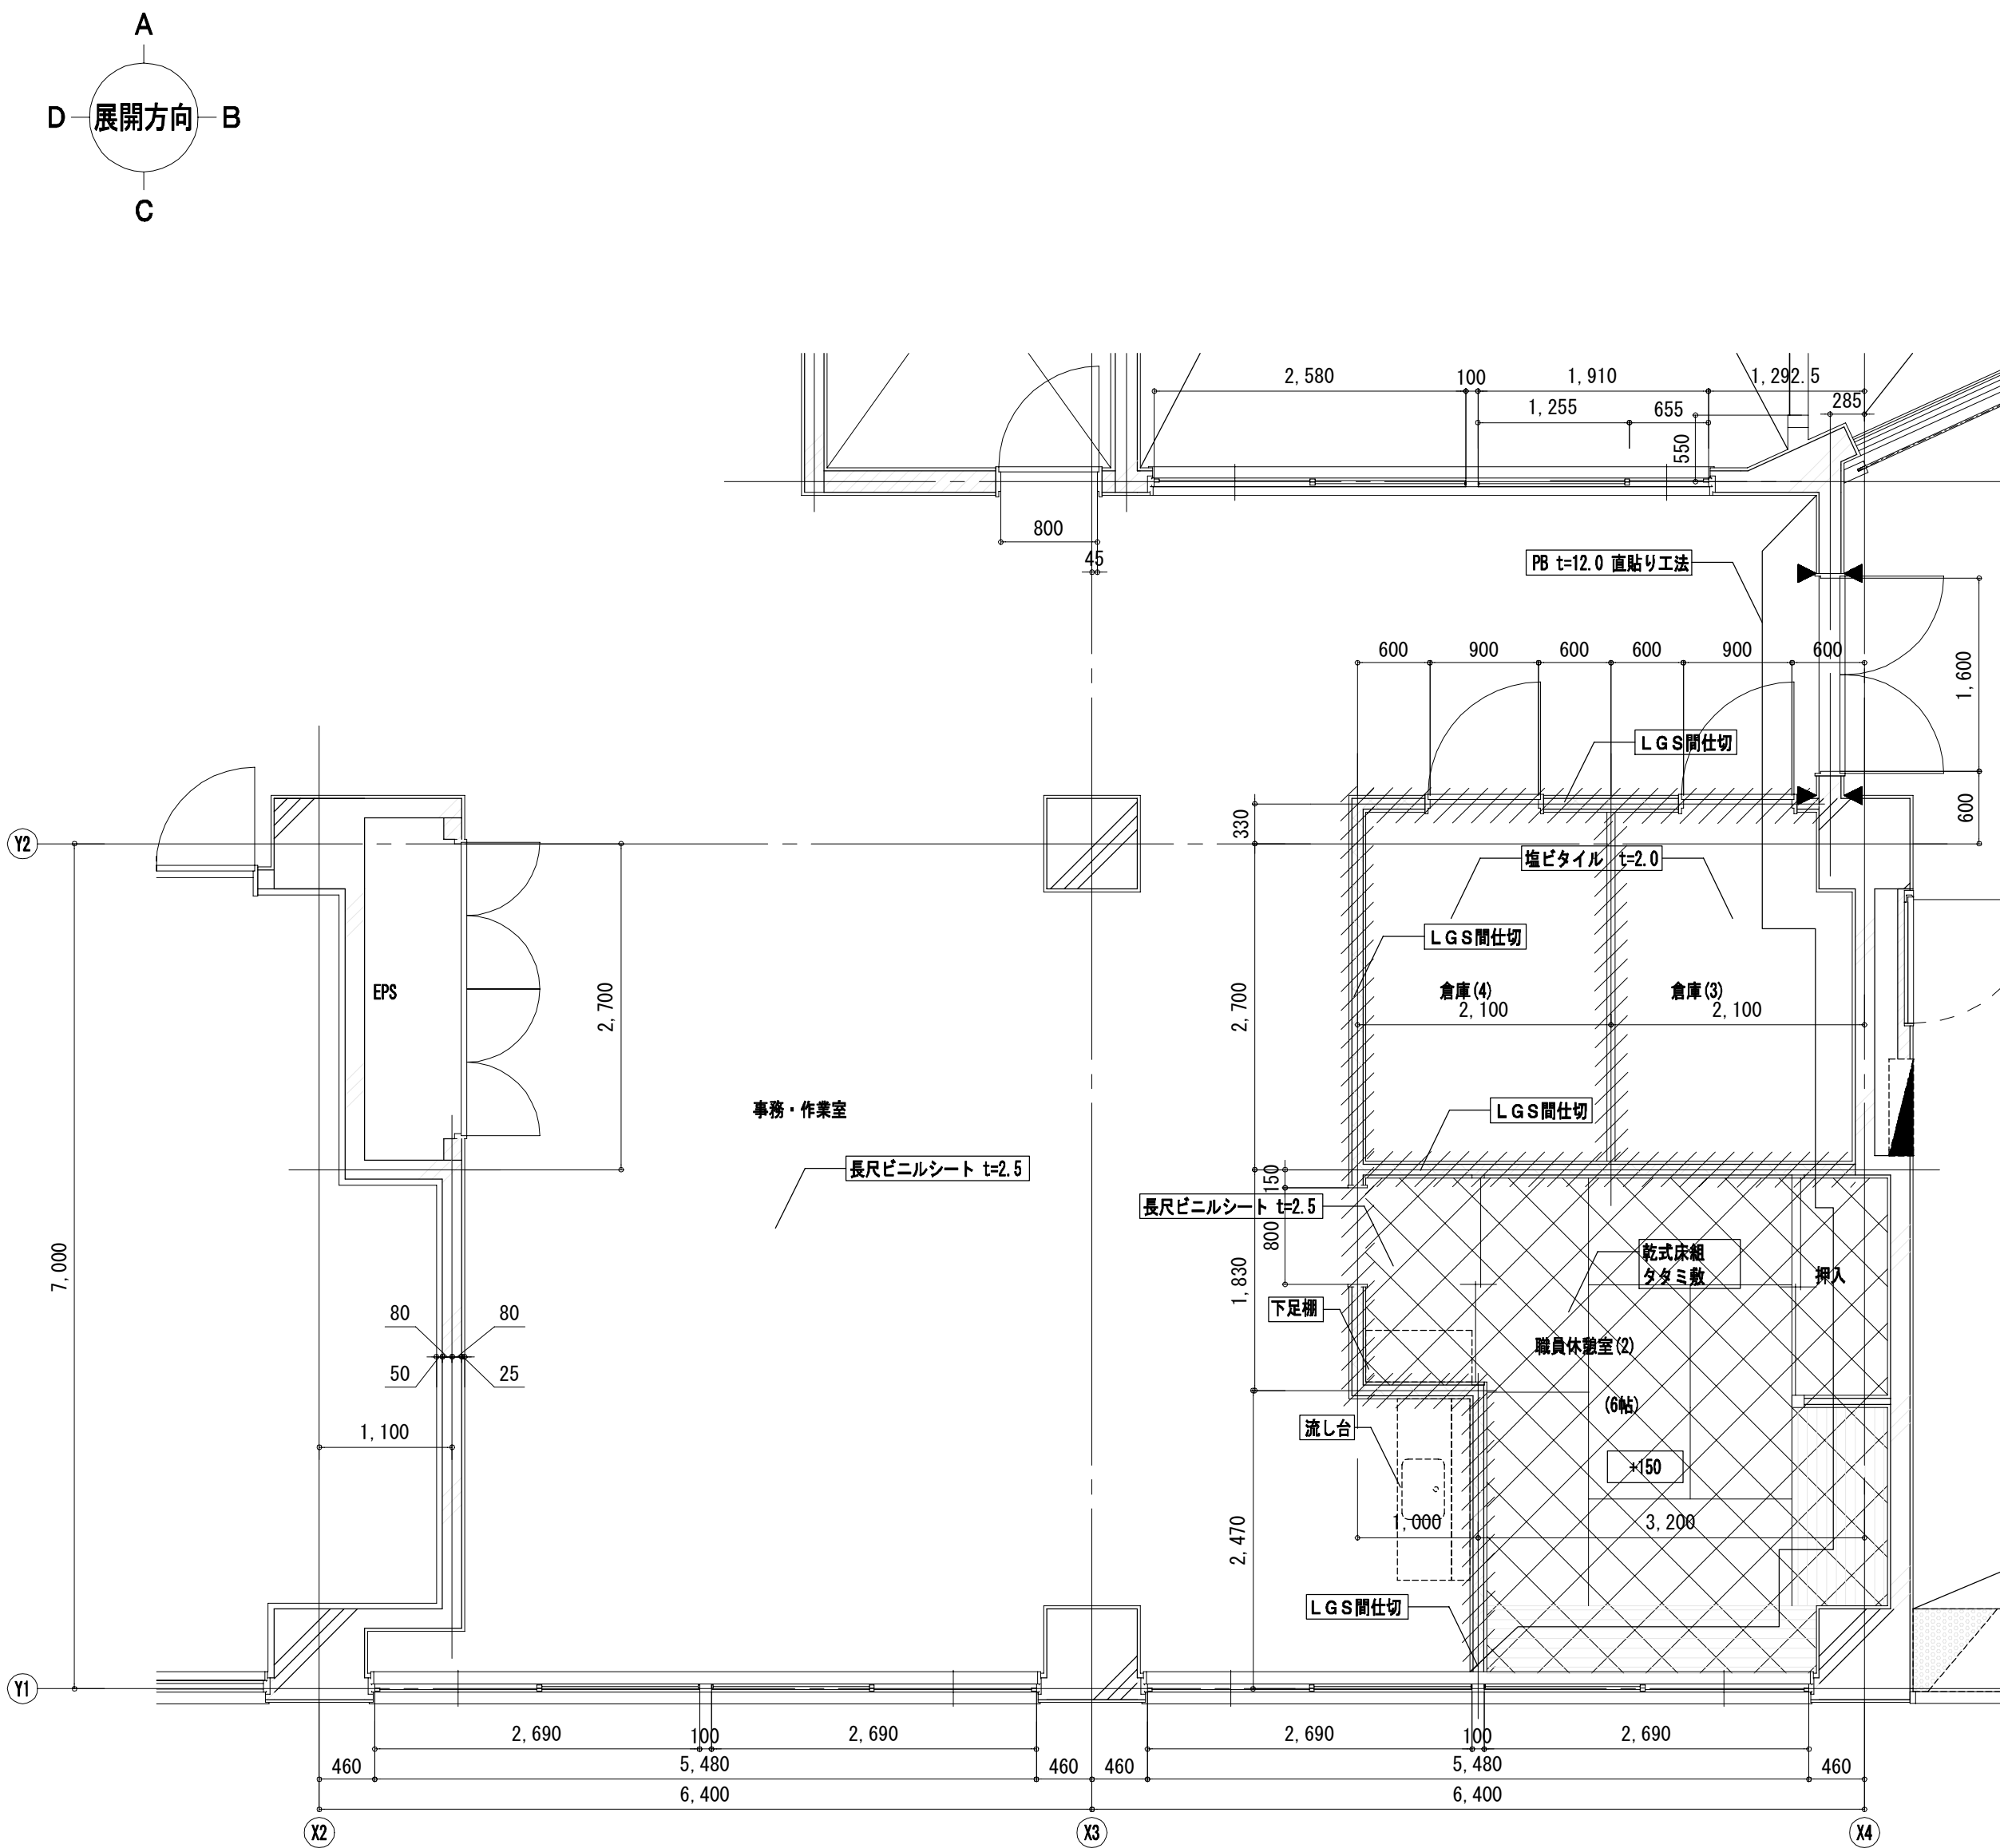 A
D 展開方向 B
C
2,580
100
1,910
1,292.5
285
1,255
655
550
800
45
PB t=12.0 直貼り工法
600
900
600
600
900
600
1,600
LGS間仕切
330
600
Y2
塩ビタイル t=2.0
LGS間仕切
EPS
2,700
2,700
倉庫(4)
倉庫(3)
2,100
2,100
事務・作業室
LGS間仕切
長尺ビニルシート t=2.5
150
長尺ビニルシート t=2.5
800
7,000
1,830
乾式床組
タタミ敷
押入
下足棚
80
80
職員休憩室(2)
50
25
(6帖)
流し台
1,100
+150
1,000
3,200
2,470
LGS間仕切
Y1
2,690
100
2,690
2,690
100
2,690
460
5,480
460
460
5,480
460
6,400
6,400
X2
X3
X4